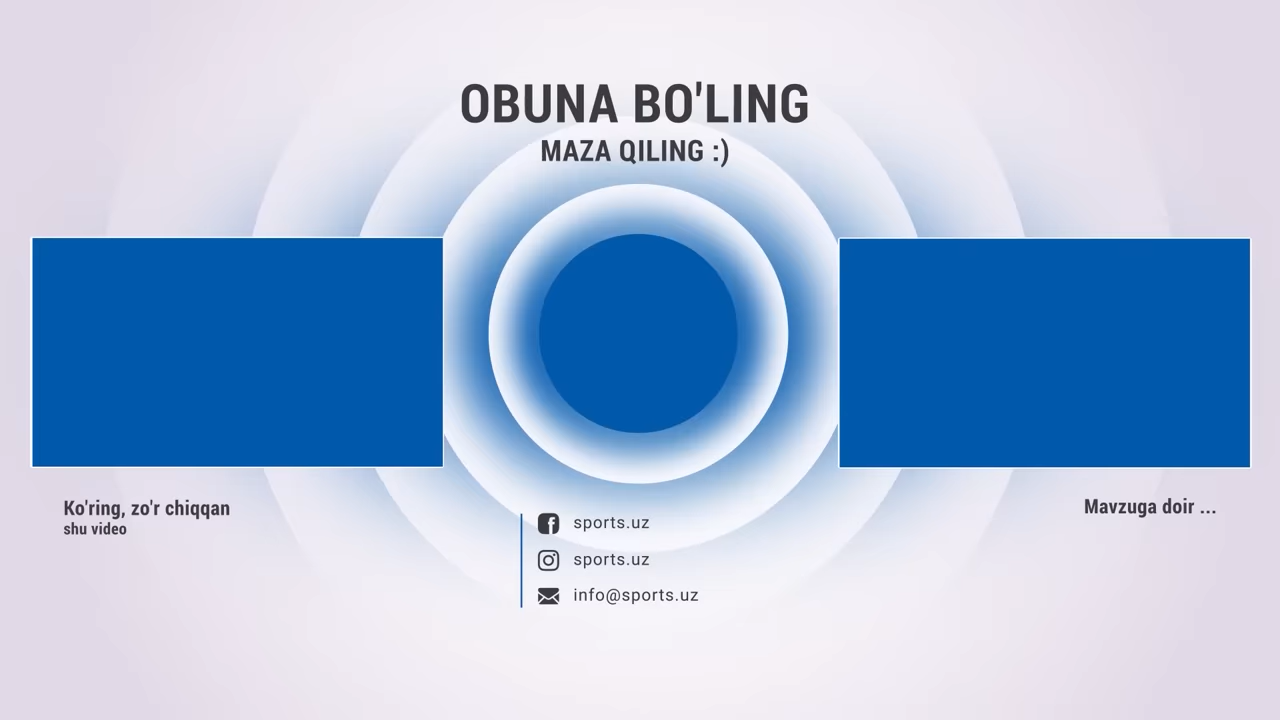 OBUNA BO'LING
MAZA QILING :)
Ko'ring, zo'r chiqqan
shu video
Mavzuga doir ...
sports.uz
sports.uz
info@sports.uz